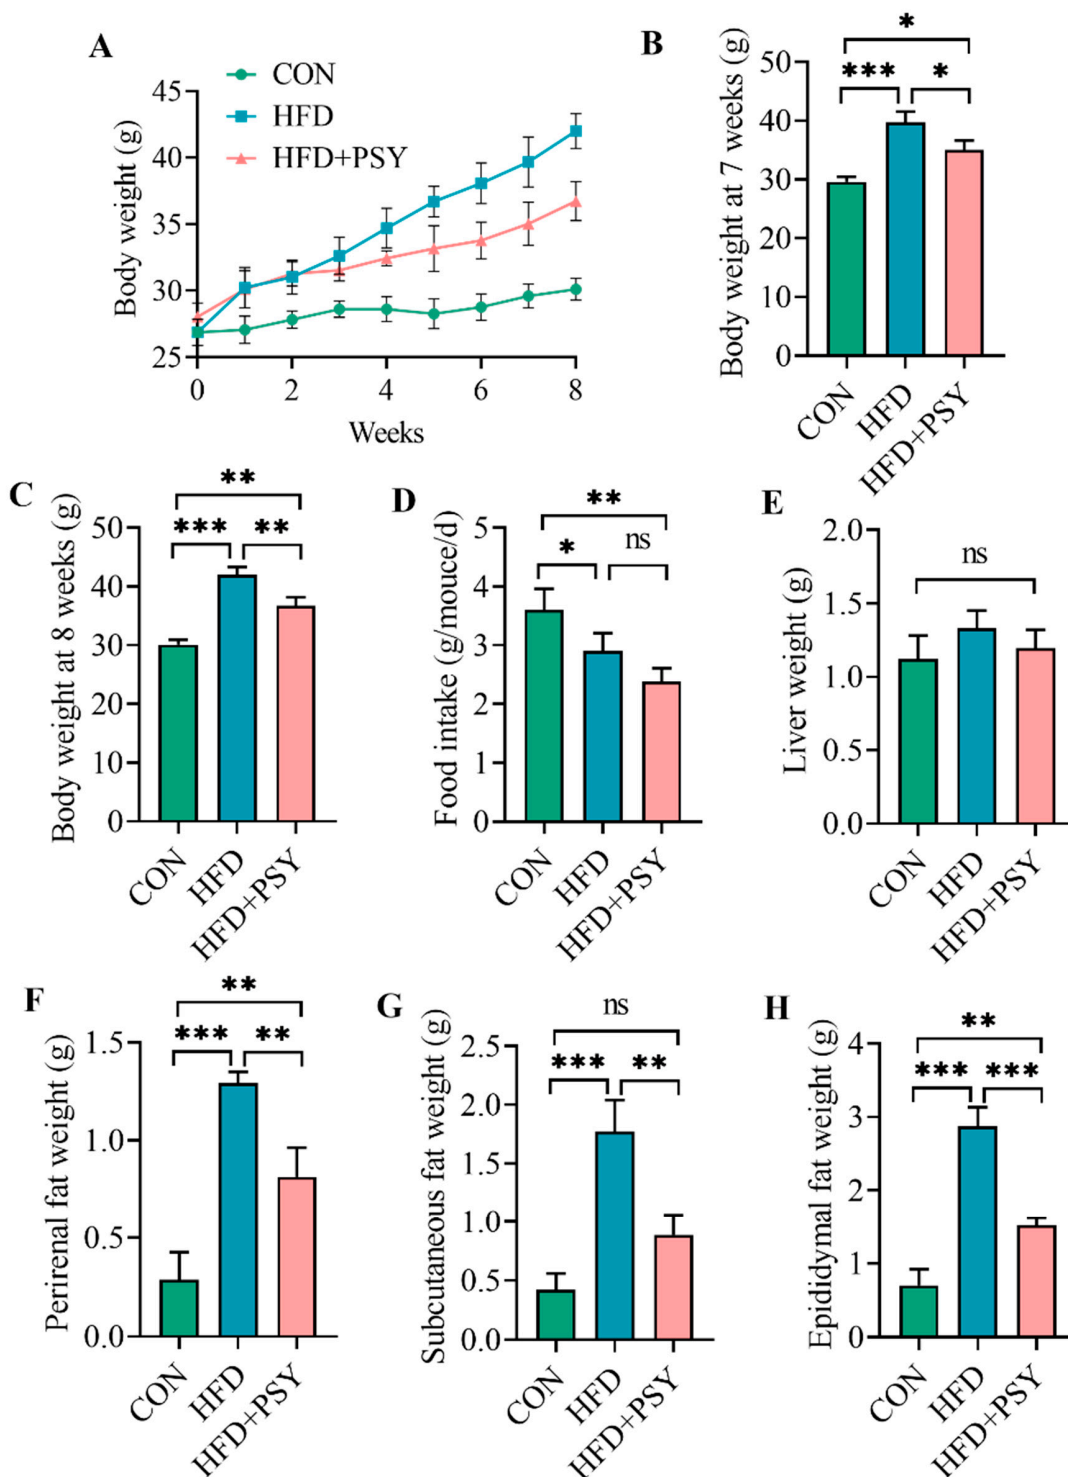 A
CON
HFD
HFD+PSY
Body weight (g)
45
40
35
30
25
0
2
4
6
8
Weeks
B
Body weight at 7 weeks (g)
50
40
30
20
10
0
*
***
*
CON
HFD
HFD+PSY
C
Body weight at 8 weeks (g)
50
40
30
20
10
0
**
***
**
CON
HFD
HFD+PSY
D
Food intake (g/mouce/d)
5
4
3
2
1
0
**
*
ns
CON
HFD
HFD+PSY
E
Liver weight (g)
2.0
1.5
1.0
0.5
0.0
ns
CON
HFD
HFD+PSY
F
Perirenal fat weight (g)
1.5
1.0
0.5
0.0
**
***
**
CON
HFD
HFD+PSY
G
Subcutaneous fat weight (g)
2.5
2.0
1.5
1.0
0.5
0.0
ns
***
**
CON
HFD
HFD+PSY
H
Epididymal fat weight (g)
4
3
2
1
0
**
***
***
CON
HFD
HFD+PSY